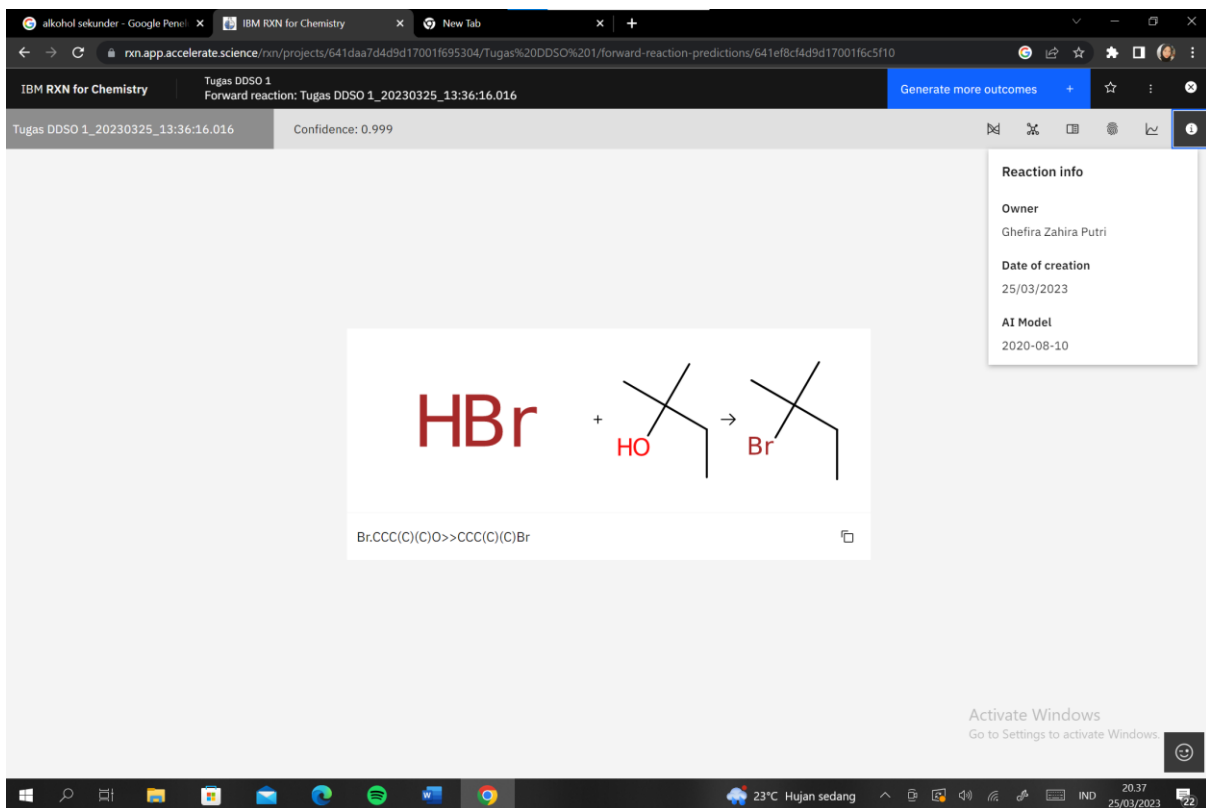 alkohol sekunder - Google Penel
IBM RXN for Chemistry
New Tab
rxn.app.accelerate.science/rxn/projects/641daa7d4d9d17001f695304/Tugas%20DDSO%201/forward-reaction-predictions/641ef8cf4d9d17001f6c5f10
IBM RXN for Chemistry
Tugas DDSO 1
Forward reaction: Tugas DDSO 1_20230325_13:36:16.016
Generate more outcomes +
Tugas DDSO 1_20230325_13:36:16.016
Confidence: 0.999
Reaction info
Owner
Ghefira Zahira Putri
Date of creation
25/03/2023
AI Model
2020-08-10
HBr + HO → Br
Br.CCC(C)(C)O>>CCC(C)(C)Br
Activate Windows
Go to Settings to activate Windows.
23°C Hujan sedang
IND
20.37
25/03/2023
22